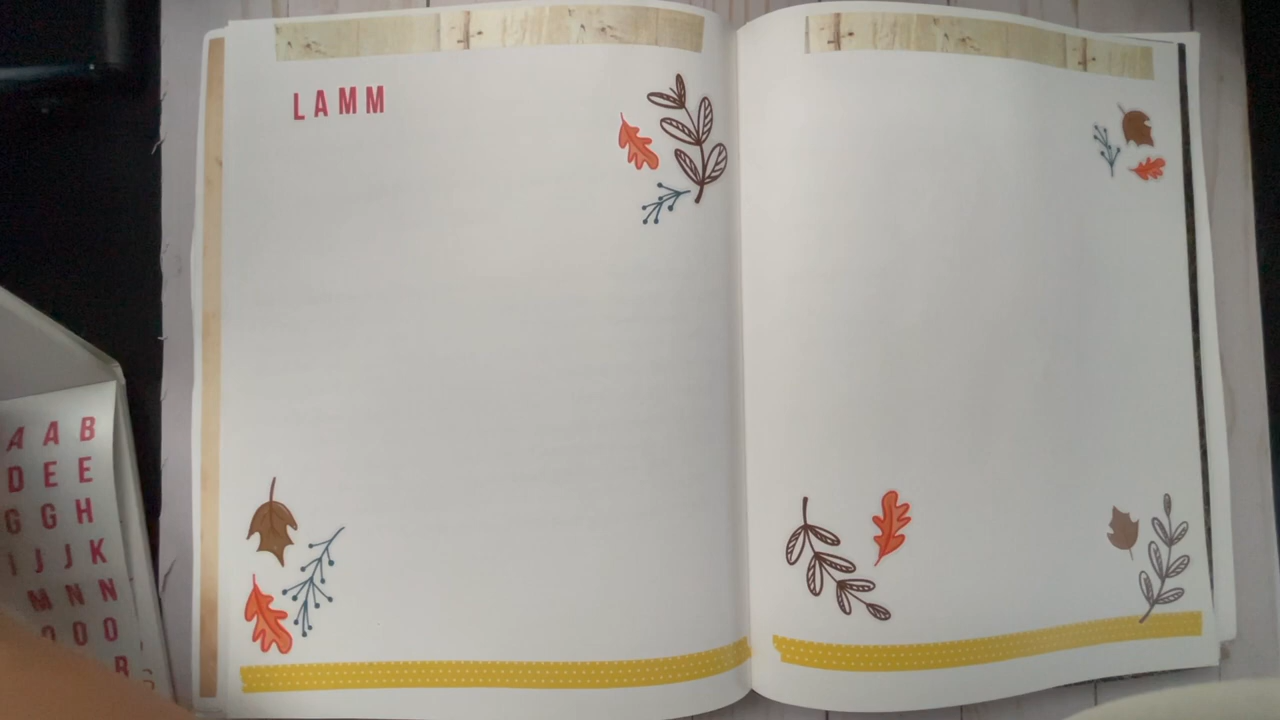 LAMM
A A B
D E E
G G H
I J J K
M N N
O O O
R